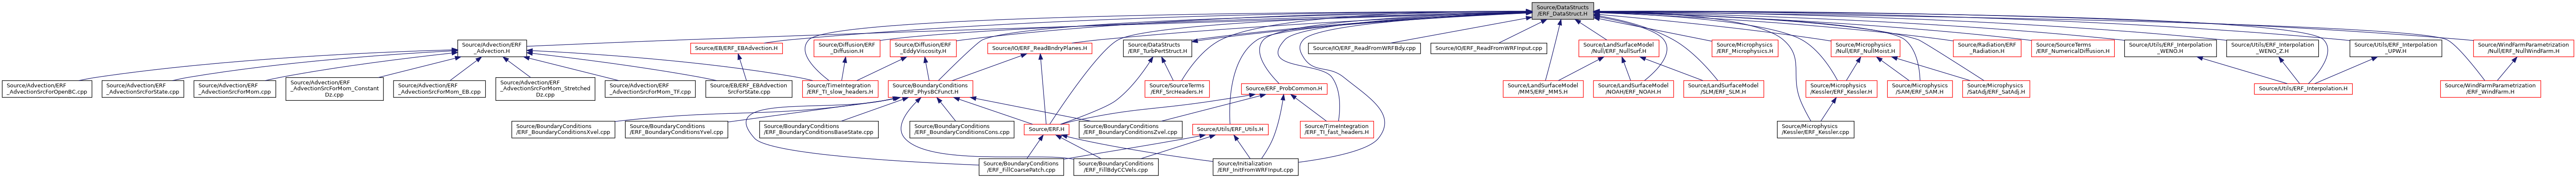 Source/DataStructs
/ERF_DataStruct.H
Source/Advection/ERF
_Advection.H
Source/EB/ERF_EBAdvection.H
Source/Diffusion/ERF
_Diffusion.H
Source/Diffusion/ERF
_EddyViscosity.H
Source/IO/ERF_ReadBndryPlanes.H
Source/DataStructs
/ERF_TurbPertStruct.H
Source/IO/ERF_ReadFromWRFBdy.cpp
Source/IO/ERF_ReadFromWRFInput.cpp
Source/LandSurfaceModel
/Null/ERF_NullSurf.H
Source/Microphysics
/ERF_Microphysics.H
Source/Microphysics
/Null/ERF_NullMoist.H
Source/Radiation/ERF
_Radiation.H
Source/SourceTerms
/ERF_NumericalDiffusion.H
Source/Utils/ERF_Interpolation
_WENO.H
Source/Utils/ERF_Interpolation
_WENO_Z.H
Source/Utils/ERF_Interpolation
_UPW.H
Source/WindFarmParametrization
/Null/ERF_NullWindFarm.H
Source/Advection/ERF
_AdvectionSrcForOpenBC.cpp
Source/Advection/ERF
_AdvectionSrcForState.cpp
Source/Advection/ERF
_AdvectionSrcForMom.cpp
Source/Advection/ERF
_AdvectionSrcForMom_Constant
Dz.cpp
Source/Advection/ERF
_AdvectionSrcForMom_EB.cpp
Source/Advection/ERF
_AdvectionSrcForMom_Stretched
Dz.cpp
Source/Advection/ERF
_AdvectionSrcForMom_TF.cpp
Source/EB/ERF_EBAdvection
SrcForState.cpp
Source/TimeIntegration
/ERF_TI_slow_headers.H
Source/BoundaryConditions
/ERF_PhysBCFunct.H
Source/SourceTerms
/ERF_SrcHeaders.H
Source/ERF_ProbCommon.H
Source/LandSurfaceModel
/MM5/ERF_MM5.H
Source/LandSurfaceModel
/NOAH/ERF_NOAH.H
Source/LandSurfaceModel
/SLM/ERF_SLM.H
Source/Microphysics
/Kessler/ERF_Kessler.H
Source/Microphysics
/SAM/ERF_SAM.H
Source/Microphysics
/SatAdj/ERF_SatAdj.H
Source/Utils/ERF_Interpolation.H
Source/WindFarmParametrization
/ERF_WindFarm.H
Source/BoundaryConditions
/ERF_BoundaryConditionsXvel.cpp
Source/BoundaryConditions
/ERF_BoundaryConditionsYvel.cpp
Source/BoundaryConditions
/ERF_BoundaryConditionsBaseState.cpp
Source/BoundaryConditions
/ERF_BoundaryConditionsCons.cpp
Source/ERF.H
Source/BoundaryConditions
/ERF_BoundaryConditionsZvel.cpp
Source/Utils/ERF_Utils.H
Source/TimeIntegration
/ERF_TI_fast_headers.H
Source/Microphysics
/Kessler/ERF_Kessler.cpp
Source/BoundaryConditions
/ERF_FillCoarsePatch.cpp
Source/BoundaryConditions
/ERF_FillBdyCCVels.cpp
Source/Initialization
/ERF_InitFromWRFInput.cpp